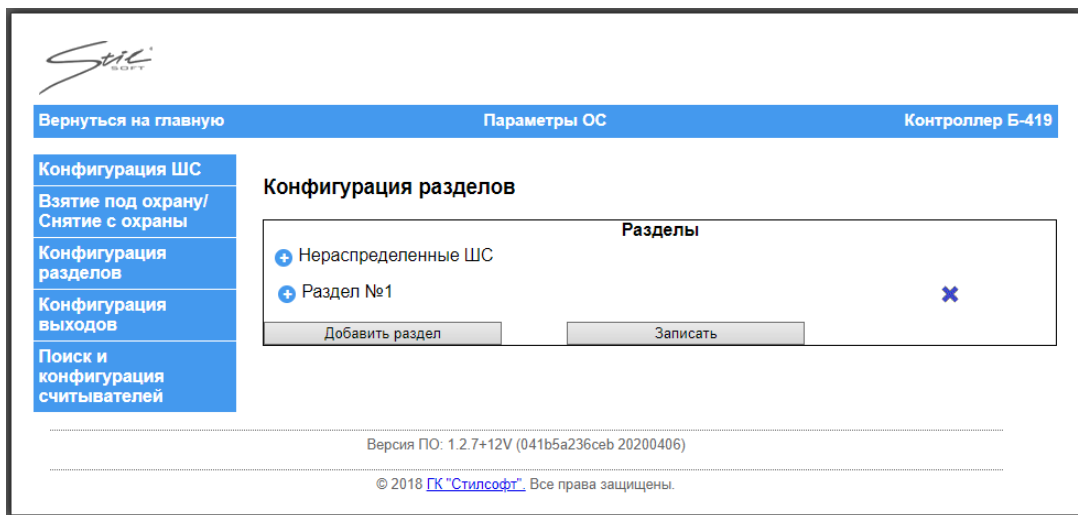 Stil
SOFT
Вернуться на главную Параметры ОС Контроллер Б-419
Конфигурация ШС
Взятие под охрану/
Снятие с охраны
Конфигурация
разделов
Конфигурация
выходов
Поиск и
конфигурация
считывателей
Конфигурация разделов
Разделы
Нераспределенные ШС
Раздел №1
Добавить раздел Записать
Версия ПО: 1.2.7+12V (041b5a236ceb 20200406)
© 2018 ГК "Стилсофт". Все права защищены.